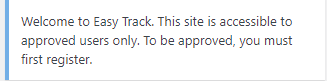 Welcome to Easy Track. This site is accessible to
approved users only. To be approved, you must
first register.